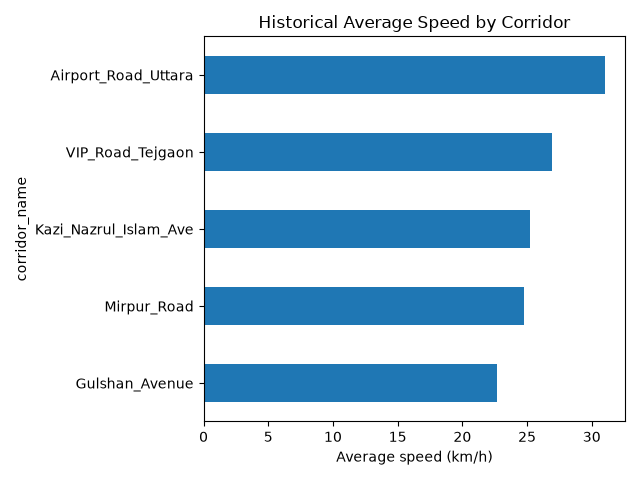 Historical Average Speed by Corridor
corridor_name
Airport_Road_Uttara
VIP_Road_Tejgaon
Kazi_Nazrul_Islam_Ave
Mirpur_Road
Gulshan_Avenue
0 5 10 15 20 25 30
Average speed (km/h)